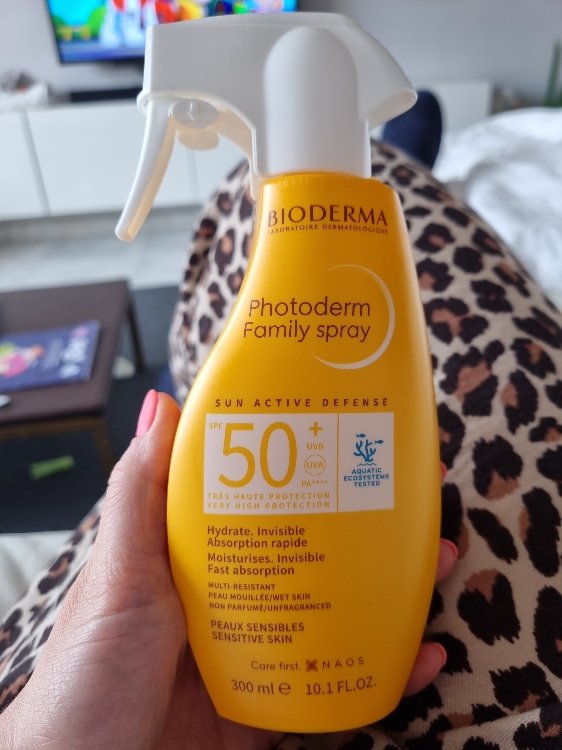 BIODERMA
LABORATOIRE DERMATOLOGIQUE
Photoderm
Family spray
SUN ACTIVE DEFENSE
SPF 50+
UVB
UVA
PA++++
TRÈS HAUTE PROTECTION
VERY HIGH PROTECTION
AQUATIC
ECOSYSTEMS
TESTED
Hydrate. Invisible
Absorption rapide
Moisturises. Invisible
Fast absorption
MULTI-RESISTANT
PEAU MOUILLÉE/WET SKIN
NON PARFUMÉ/UNFRAGRANCED
PEAUX SENSIBLES
SENSITIVE SKIN
Care first. NAOS
300 ml e 10.1 FL.OZ.